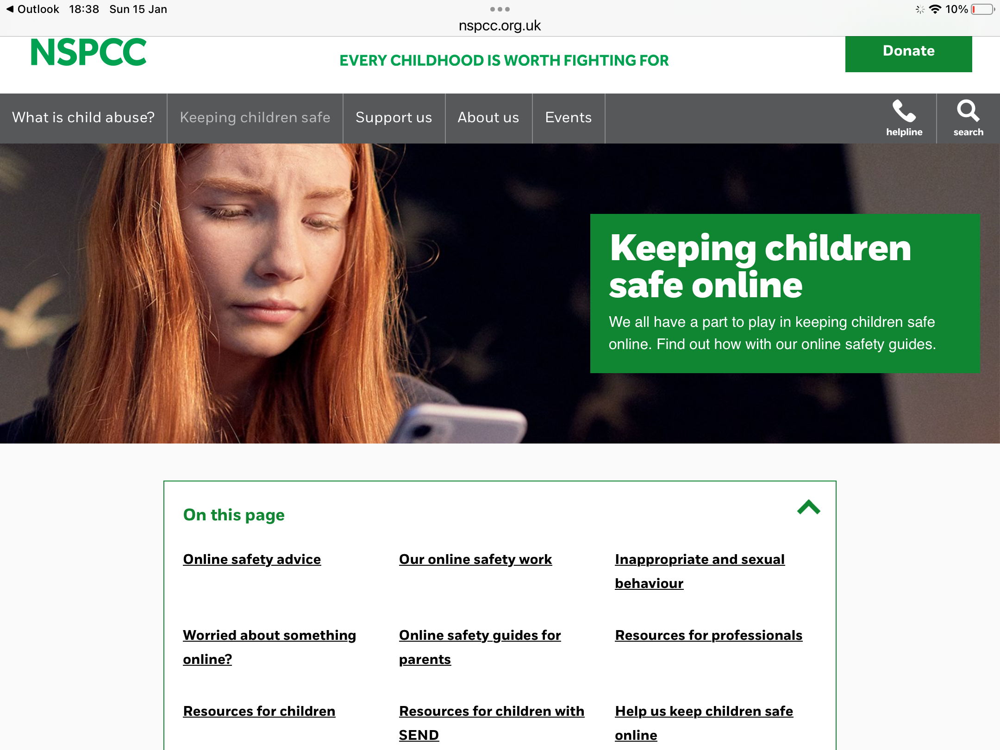 Outlook 18:38 Sun 15 Jan
10%
nspcc.org.uk
NSPCC
EVERY CHILDHOOD IS WORTH FIGHTING FOR
Donate
What is child abuse?
Keeping children safe
Support us
About us
Events
helpline
search
Keeping children
safe online
We all have a part to play in keeping children safe
online. Find out how with our online safety guides.
On this page
Online safety advice
Our online safety work
Inappropriate and sexual
behaviour
Worried about something
online?
Online safety guides for
parents
Resources for professionals
Resources for children
Resources for children with
SEND
Help us keep children safe
online